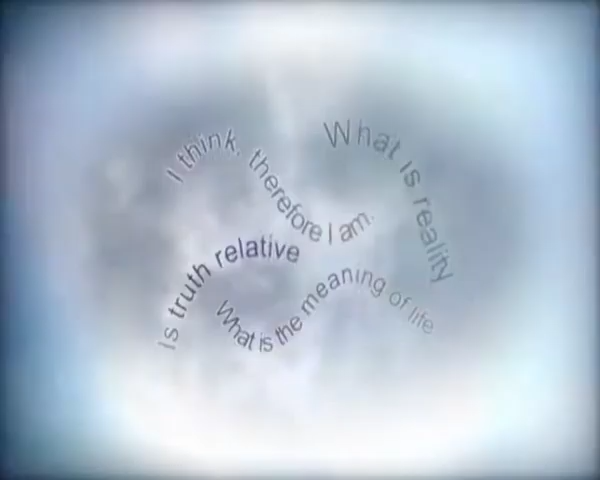 I think, therefore I am.
What is reality
Is truth relative
What is the meaning of life